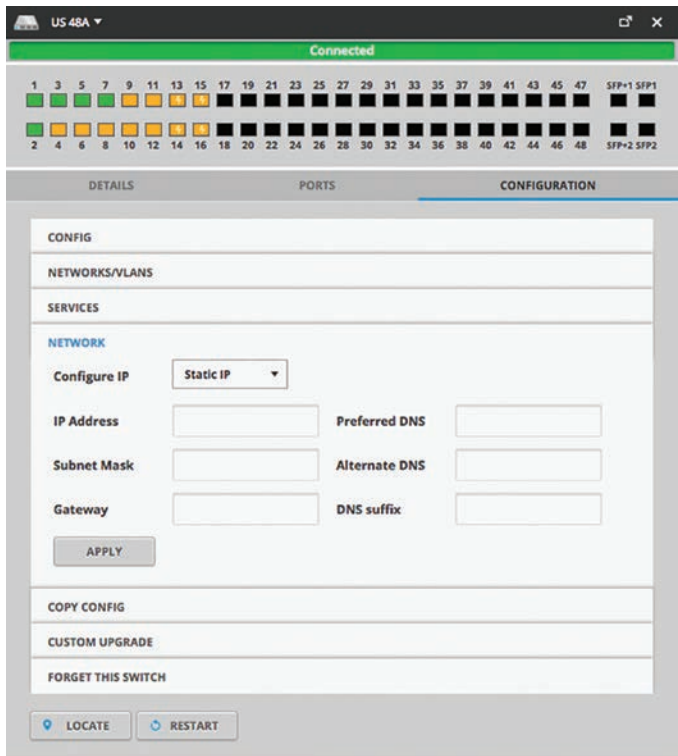 US 48A
Connected
1 3 5 7 9 11 13 15 17 19 21 23 25 27 29 31 33 35 37 39 41 43 45 47 SFP+1 SFP1
2 4 6 8 10 12 14 16 18 20 22 24 26 28 30 32 34 36 38 40 42 44 46 48 SFP+2 SFP2
DETAILS PORTS CONFIGURATION
CONFIG
NETWORKS/VLANS
SERVICES
NETWORK
Configure IP Static IP
IP Address Preferred DNS
Subnet Mask Alternate DNS
Gateway DNS suffix
APPLY
COPY CONFIG
CUSTOM UPGRADE
FORGET THIS SWITCH
LOCATE RESTART